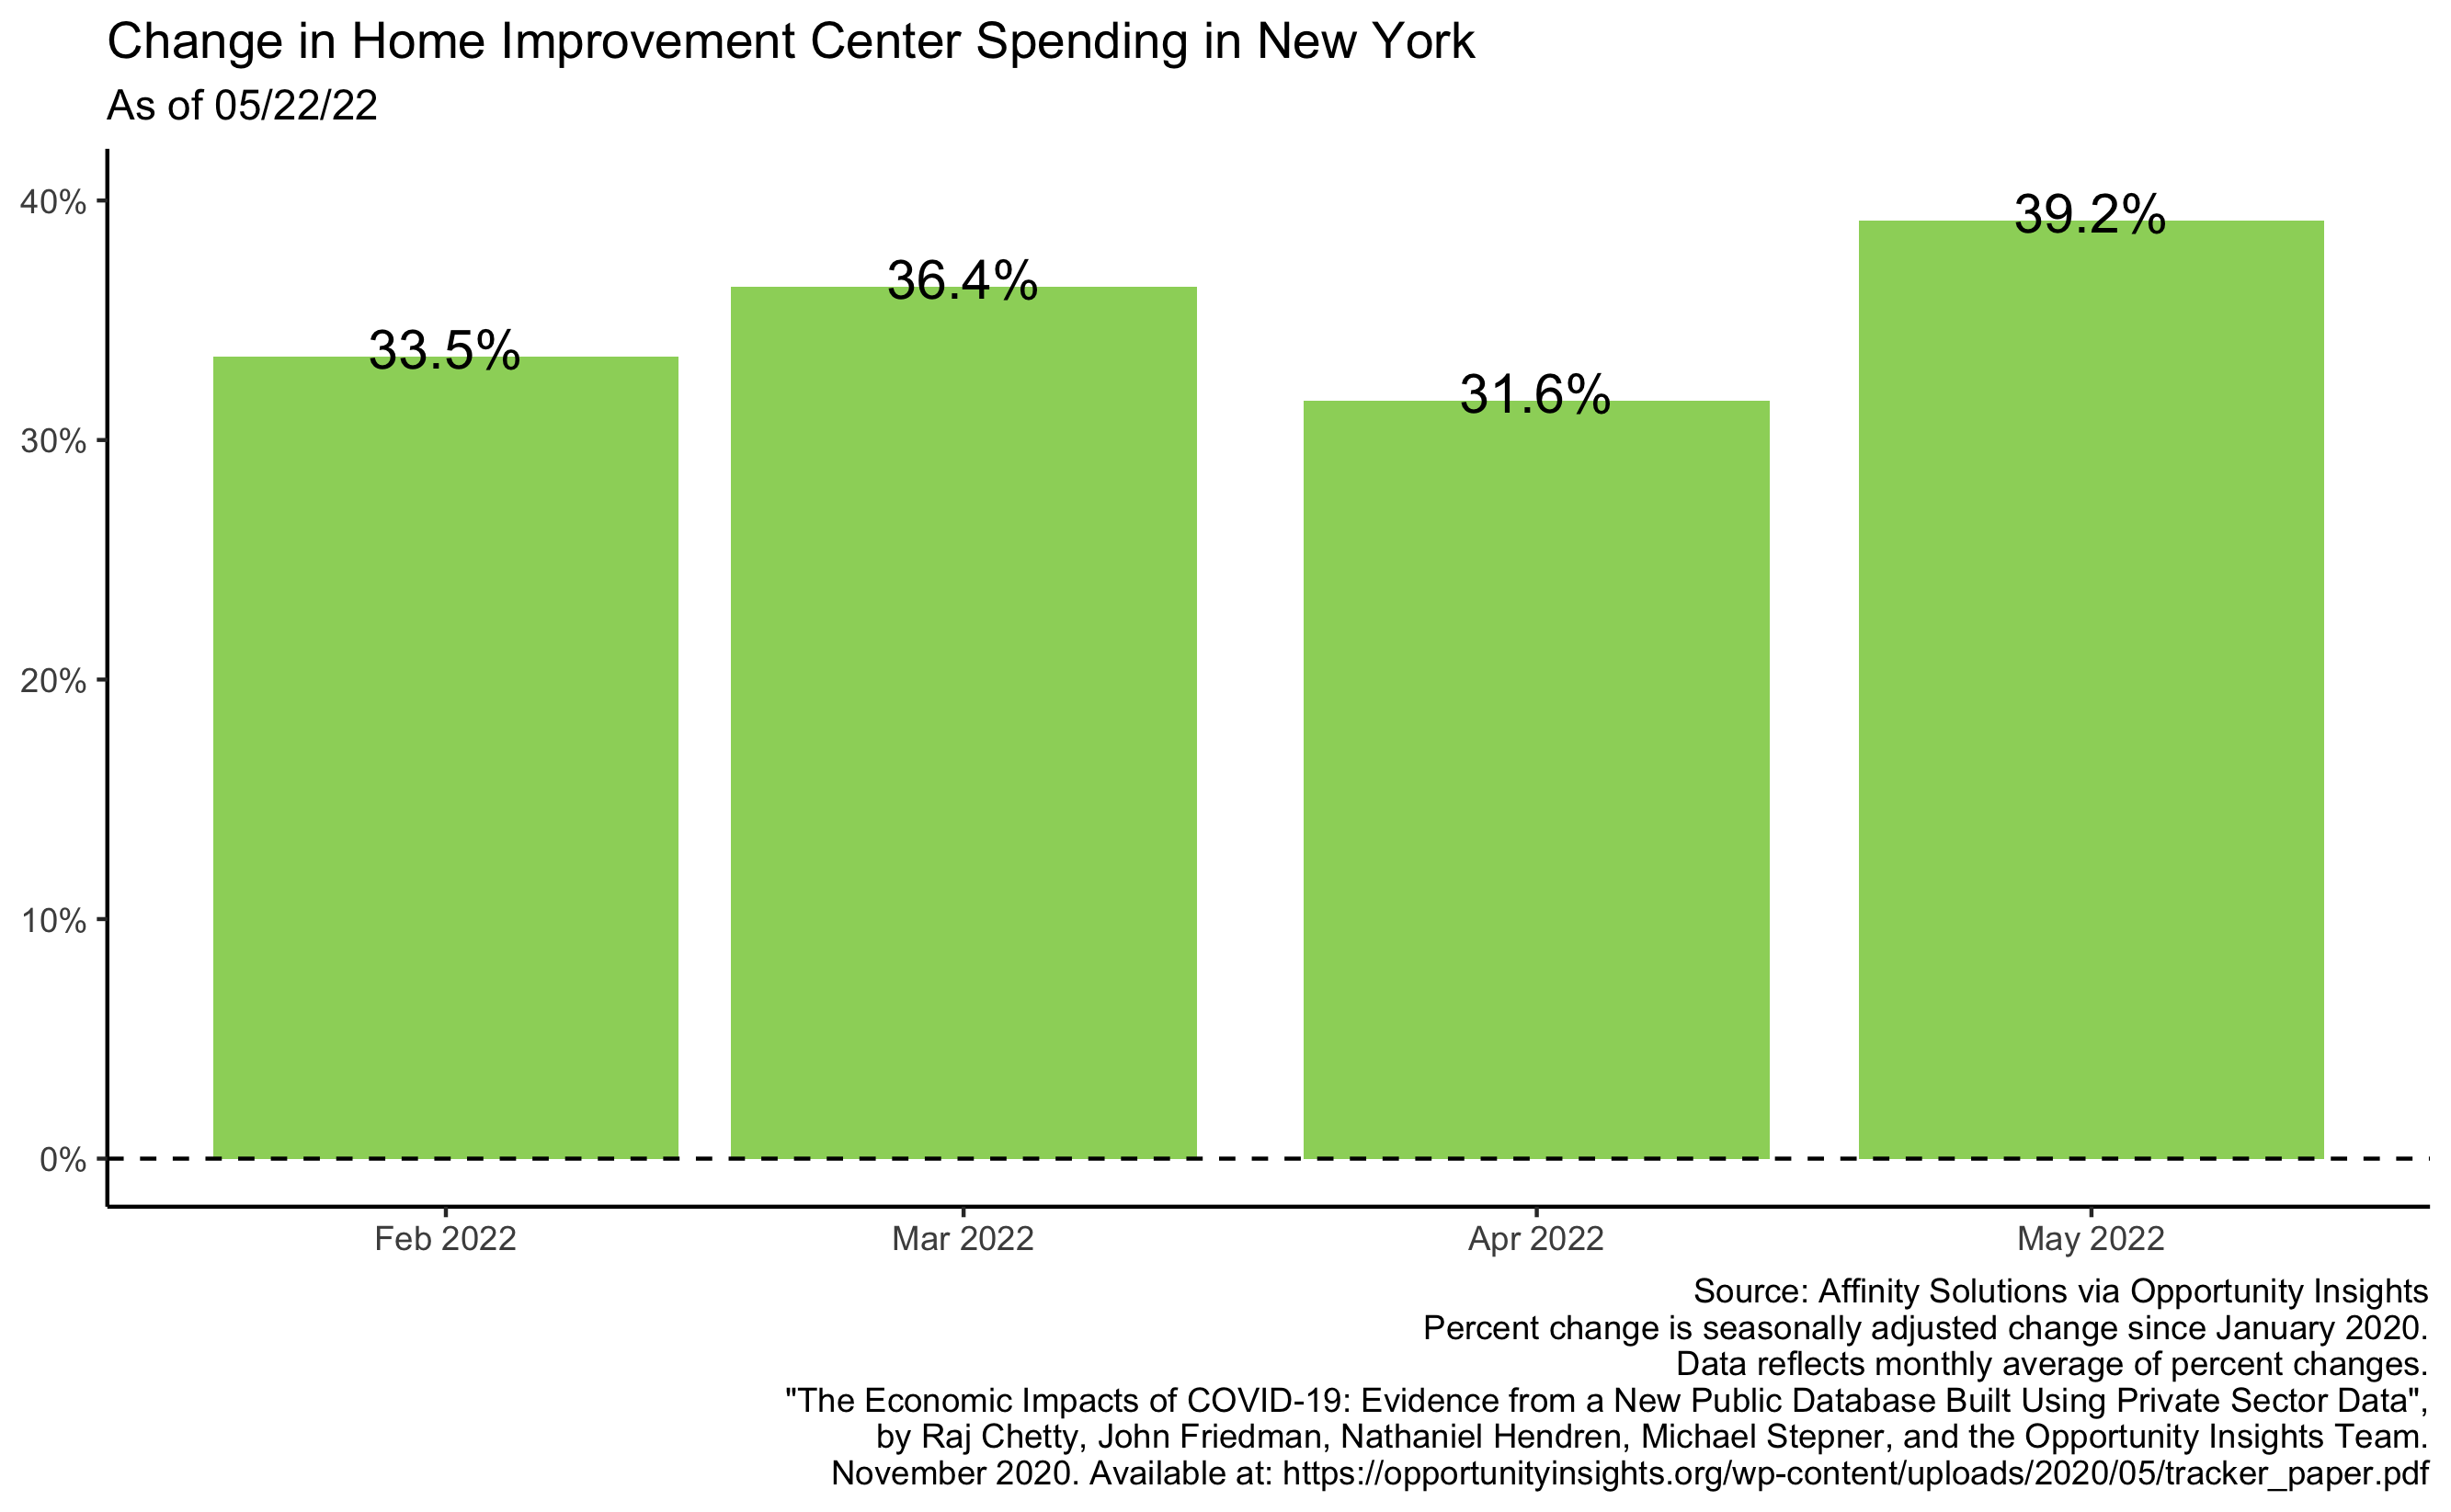 Change in Home Improvement Center Spending in New York
As of 05/22/22
40%
30%
20%
10%
0%
33.5%
36.4%
31.6%
39.2%
Feb 2022
Mar 2022
Apr 2022
May 2022
Source: Affinity Solutions via Opportunity Insights
Percent change is seasonally adjusted change since January 2020.
Data reflects monthly average of percent changes.
"The Economic Impacts of COVID-19: Evidence from a New Public Database Built Using Private Sector Data",
by Raj Chetty, John Friedman, Nathaniel Hendren, Michael Stepner, and the Opportunity Insights Team.
November 2020. Available at: https://opportunityinsights.org/wp-content/uploads/2020/05/tracker_paper.pdf